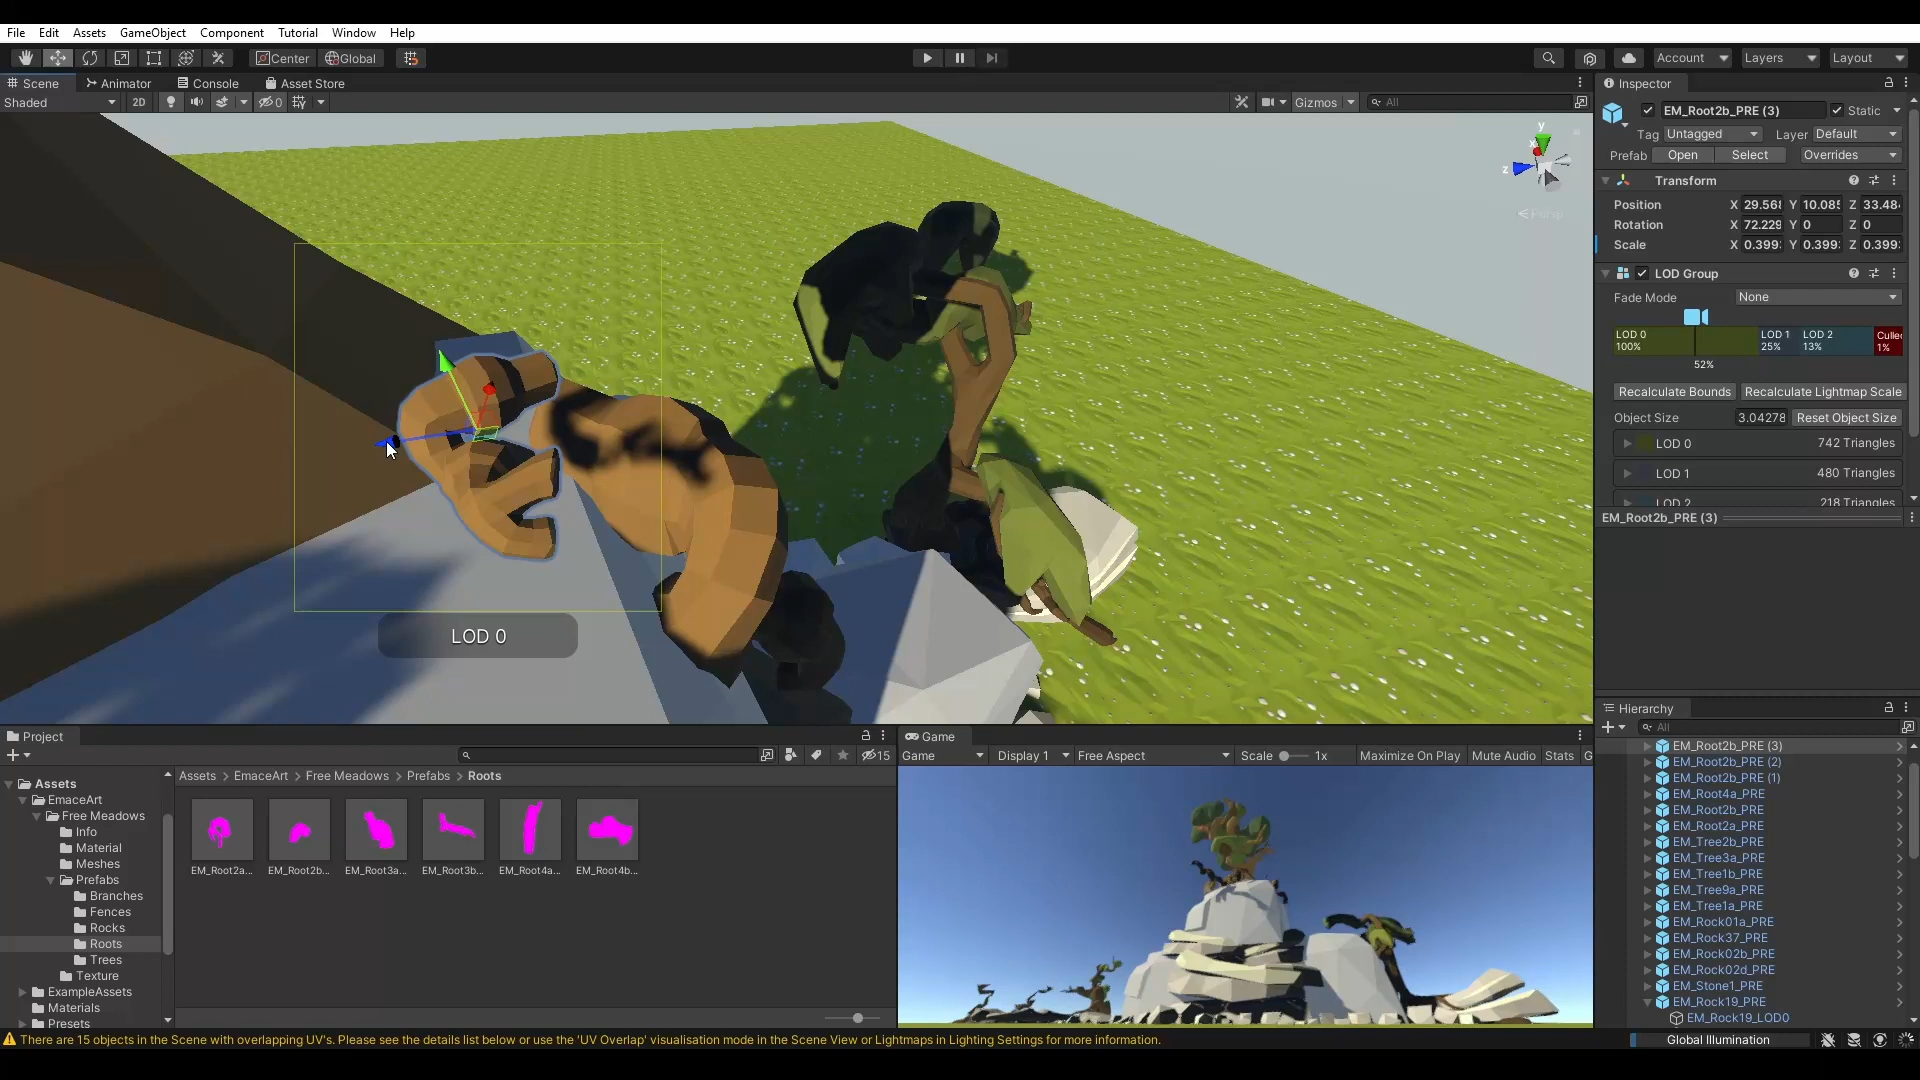 File Edit Assets GameObject Component Tutorial Window Help
Center Global Account Layers Layout
Scene Animator Console Asset Store
Shaded 2D 0 Gizmos All
y
x
z
Persp
LOD 0
Inspector
EM_Root2b_PRE (3) Static
Tag Untagged Layer Default
Prefab Open Select Overrides
Transform
Position X 29.56 Y 10.08 Z 33.48
Rotation X 72.229 Y 0 Z 0
Scale X 0.399 Y 0.399 Z 0.399
LOD Group
Fade Mode None
LOD 0 LOD 1 LOD 2 Culle
100% 25% 13% 1%
52%
Recalculate Bounds Recalculate Lightmap Scale
Object Size 3.04278 Reset Object Size
LOD 0 742 Triangles
LOD 1 480 Triangles
LOD 2 218 Triangles
EM_Root2b_PRE (3)
Hierarchy
All
EM_Root2b_PRE (3)
EM_Root2b_PRE (2)
EM_Root2b_PRE (1)
EM_Root4a_PRE
EM_Root2b_PRE
EM_Root2a_PRE
EM_Tree2b_PRE
EM_Tree3a_PRE
EM_Tree1b_PRE
EM_Tree9a_PRE
EM_Tree1a_PRE
EM_Rock01a_PRE
EM_Rock37_PRE
EM_Rock02b_PRE
EM_Rock02d_PRE
EM_Stone1_PRE
EM_Rock19_PRE
EM_Rock19_LOD0
Project
15
Assets
EmaceArt
Free Meadows
Info
Material
Meshes
Prefabs
Branches
Fences
Rocks
Roots
Trees
Texture
ExampleAssets
Materials
Presets
Assets EmaceArt Free Meadows Prefabs Roots
EM_Root2a... EM_Root2b... EM_Root3a... EM_Root3b... EM_Root4a... EM_Root4b...
Game
Game Display 1 Free Aspect Scale 1x Maximize On Play Mute Audio Stats G
There are 15 objects in the Scene with overlapping UV's. Please see the details list below or use the 'UV Overlap' visualisation mode in the Scene View or Lightmaps in Lighting Settings for more information.
Global Illumination